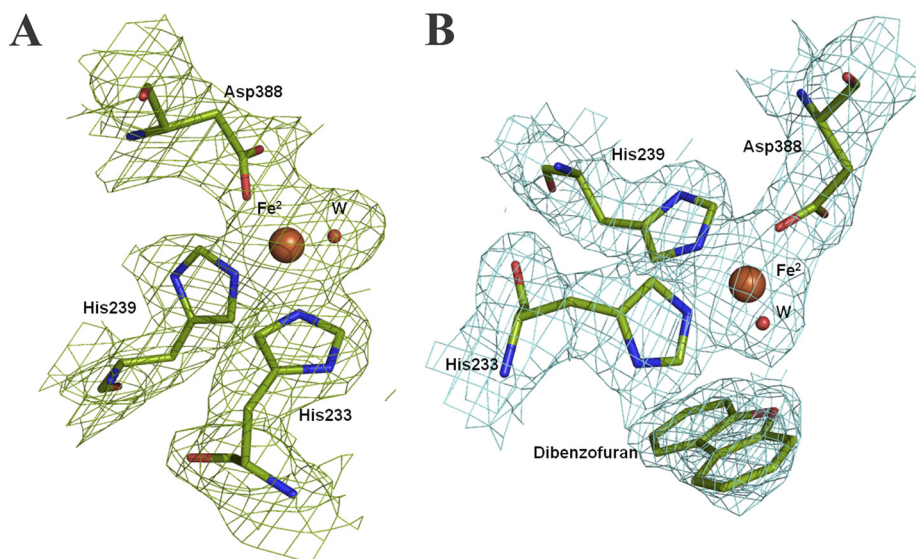 A
Asp388
Fe²
W
His239
His233
B
His239
Asp388
Fe²
W
His233
Dibenzofuran